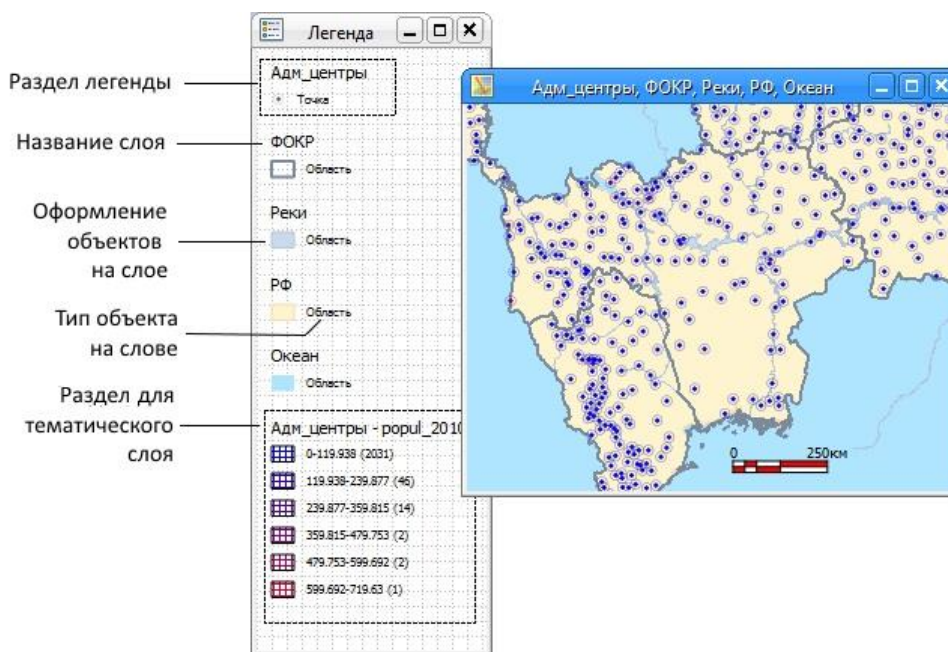 Легенда
Раздел легенды
Адм_центры
Точка
Название слоя
ФОКР
Область
Оформление
объектов
на слое
Реки
Область
Тип объекта
на слове
РФ
Область
Океан
Область
Раздел для
тематического
слоя
Адм_центры - popul_2010
0-119.938 (2031)
119.938-239.877 (46)
239.877-359.815 (14)
359.815-479.753 (2)
479.753-599.692 (2)
599.692-719.63 (1)
Адм_центры, ФОКР, Реки, РФ, Океан
0 250км